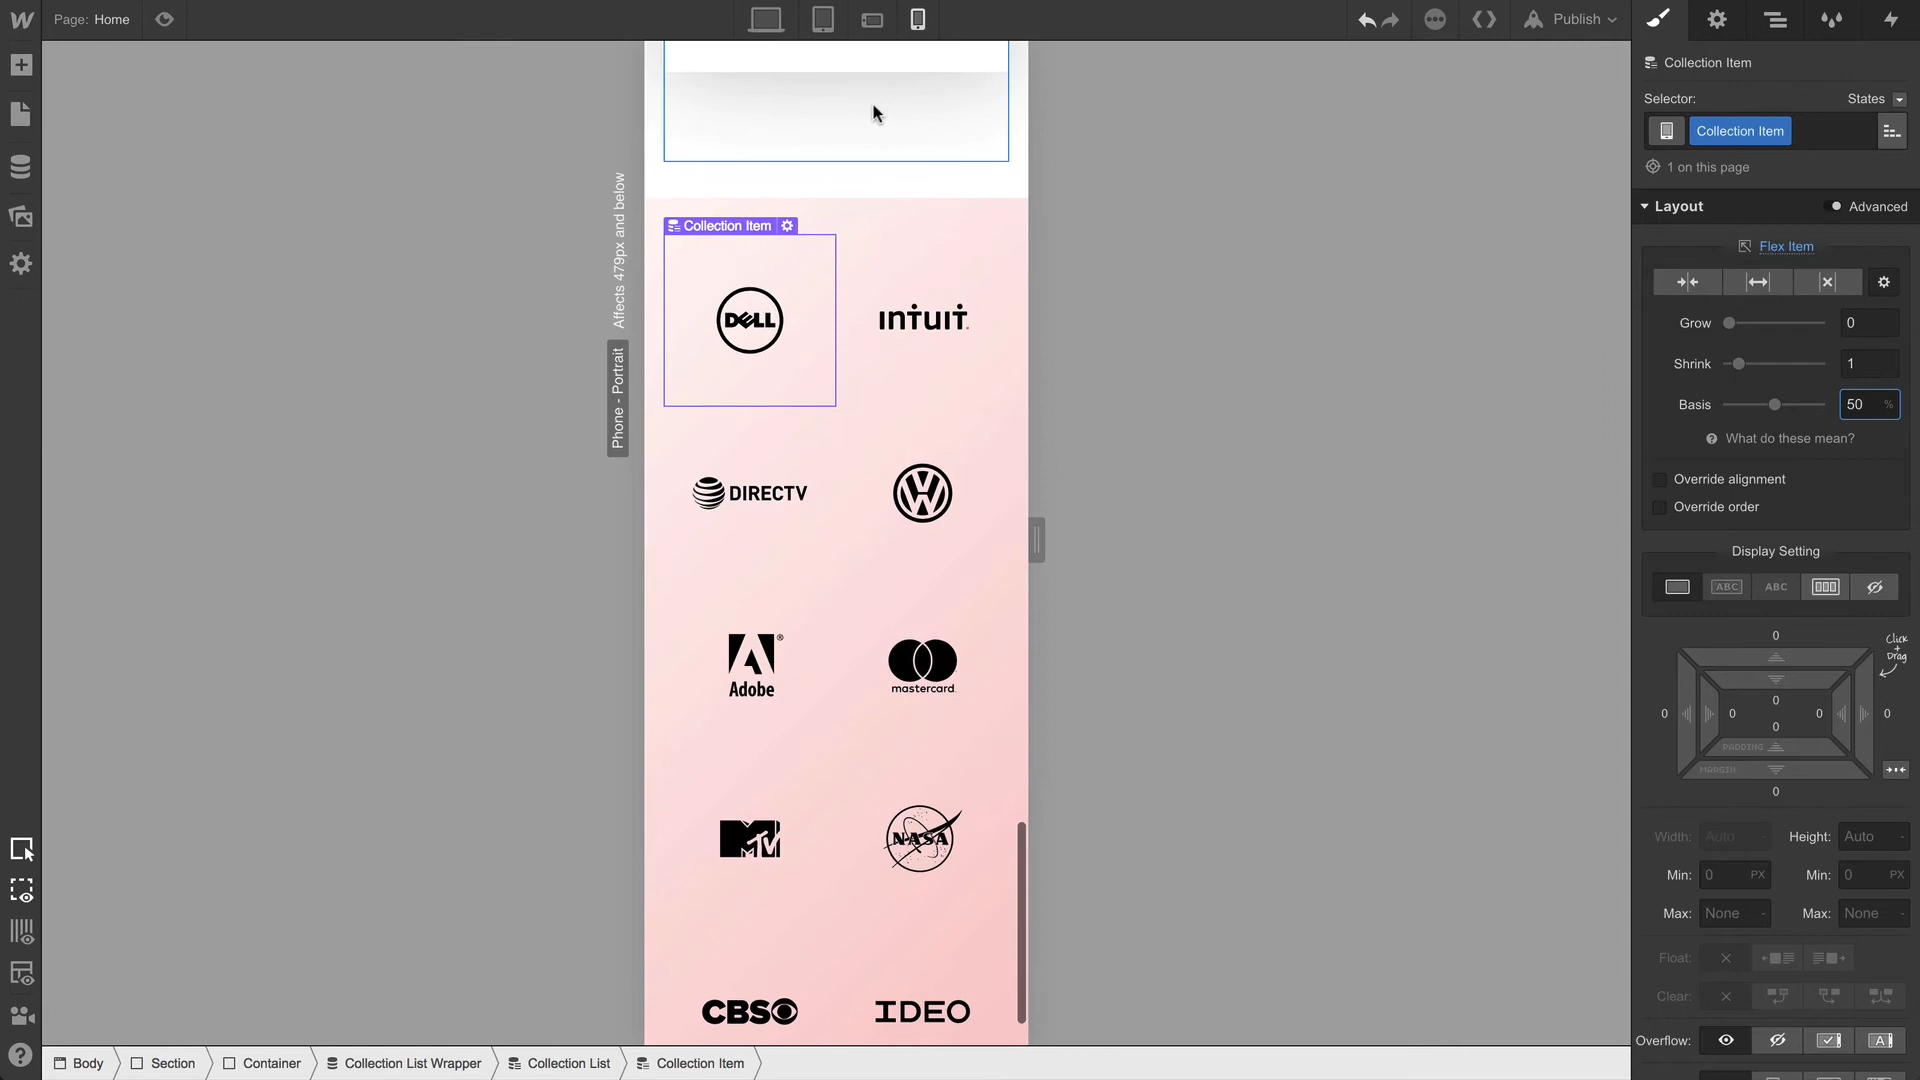 Page: Home
Publish
Collection Item
Selector:
States
Collection Item
1 on this page
Layout
Advanced
Flex Item
Grow
0
Shrink
1
Basis
50 %
What do these mean?
Override alignment
Override order
Display Setting
ABC
ABC
0
Click
+
Drag
0
0
0
0
0
0
PADDING
MARGIN
0
Width: Auto -
Height: Auto -
Min: 0 PX
Min: 0 PX
Max: None -
Max: None -
Float:
Clear:
Overflow:
A
Affects 479px and below
Phone - Portrait
Collection Item
DELL
intuit.
DIRECTV
Adobe
®
mastercard.
MTV
NASA
CBS
IDEO
Body
Section
Container
Collection List Wrapper
Collection List
Collection Item